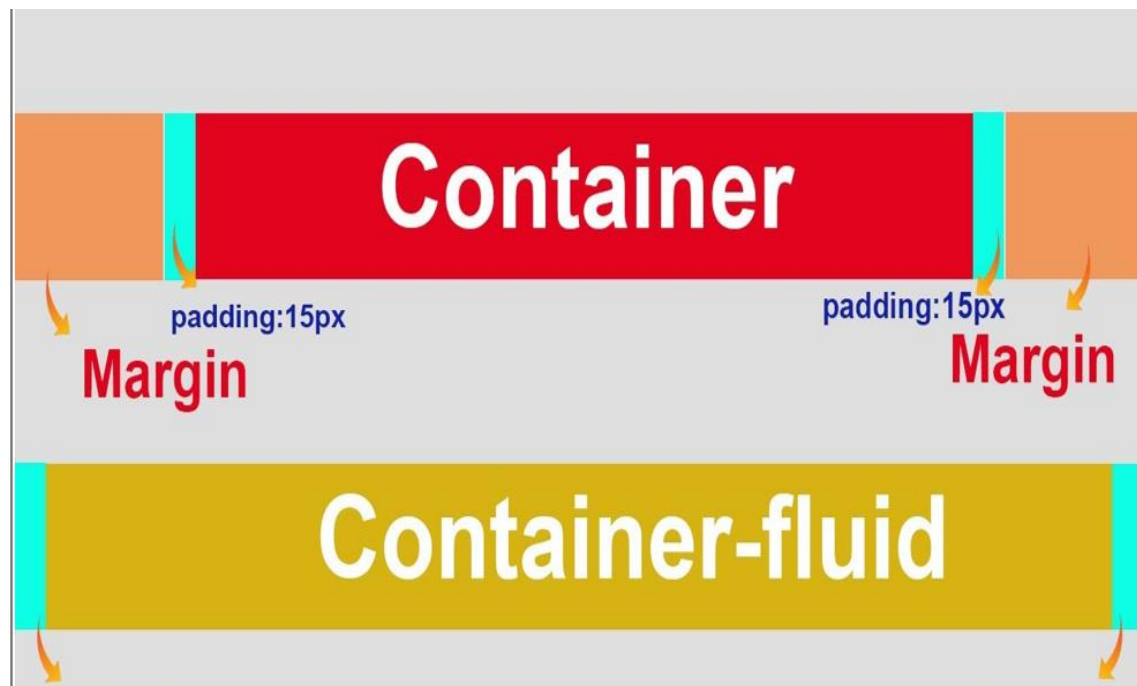 Container
padding:15px
padding:15px
Margin
Margin
Container-fluid